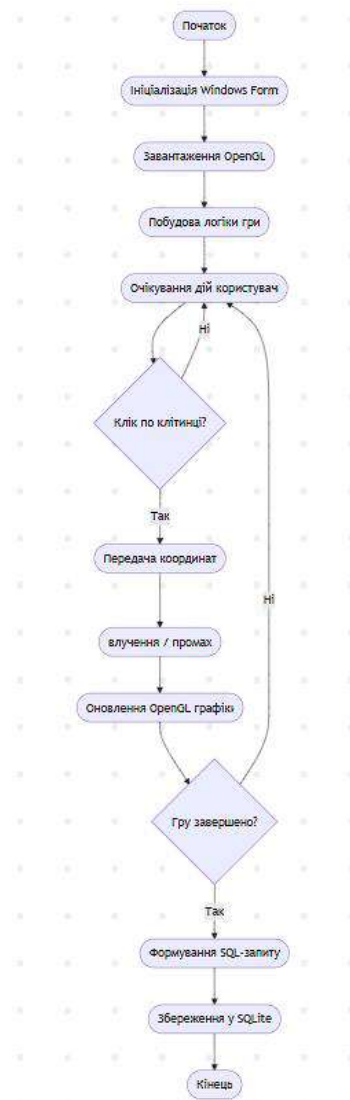 Початок
Ініціалізація Windows Form
Завантаження OpenGL
Побудова логіки гри
Очікування дій користувач
Ні
Клік по клітинці?
Так
Передача координат
влучення / промах
Ні
Оновлення OpenGL графіки
Гру завершено?
Так
Формування SQL-запиту
Збереження у SQLite
Кінець